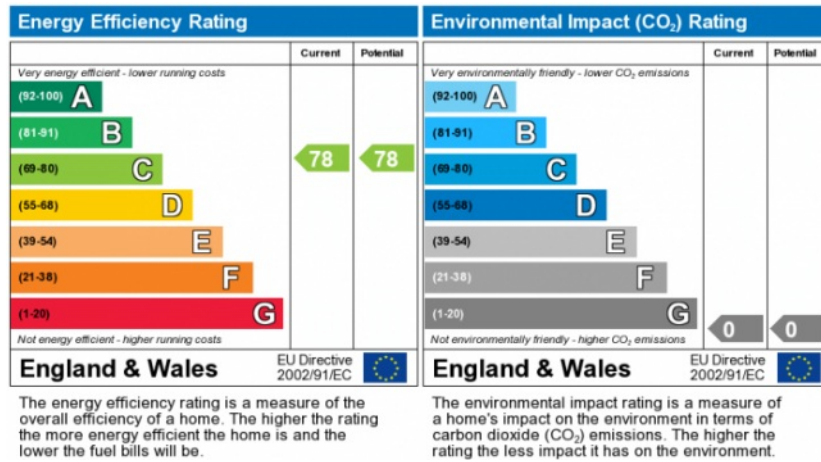 Energy Efficiency Rating
Current Potential
Very energy efficient - lower running costs
(92-100) A
(81-91) B
(69-80) C
78 78
(55-68) D
(39-54) E
(21-38) F
(1-20) G
Not energy efficient - higher running costs
England & Wales
EU Directive
2002/91/EC
The energy efficiency rating is a measure of the
overall efficiency of a home. The higher the rating
the more energy efficient the home is and the
lower the fuel bills will be.
Environmental Impact (CO₂) Rating
Current Potential
Very environmentally friendly - lower CO₂ emissions
(92-100) A
(81-91) B
(69-80) C
(55-68) D
(39-54) E
(21-38) F
(1-20) G
0 0
Not environmentally friendly - higher CO₂ emissions
England & Wales
EU Directive
2002/91/EC
The environmental impact rating is a measure of
a home's impact on the environment in terms of
carbon dioxide (CO₂) emissions. The higher the
rating the less impact it has on the environment.